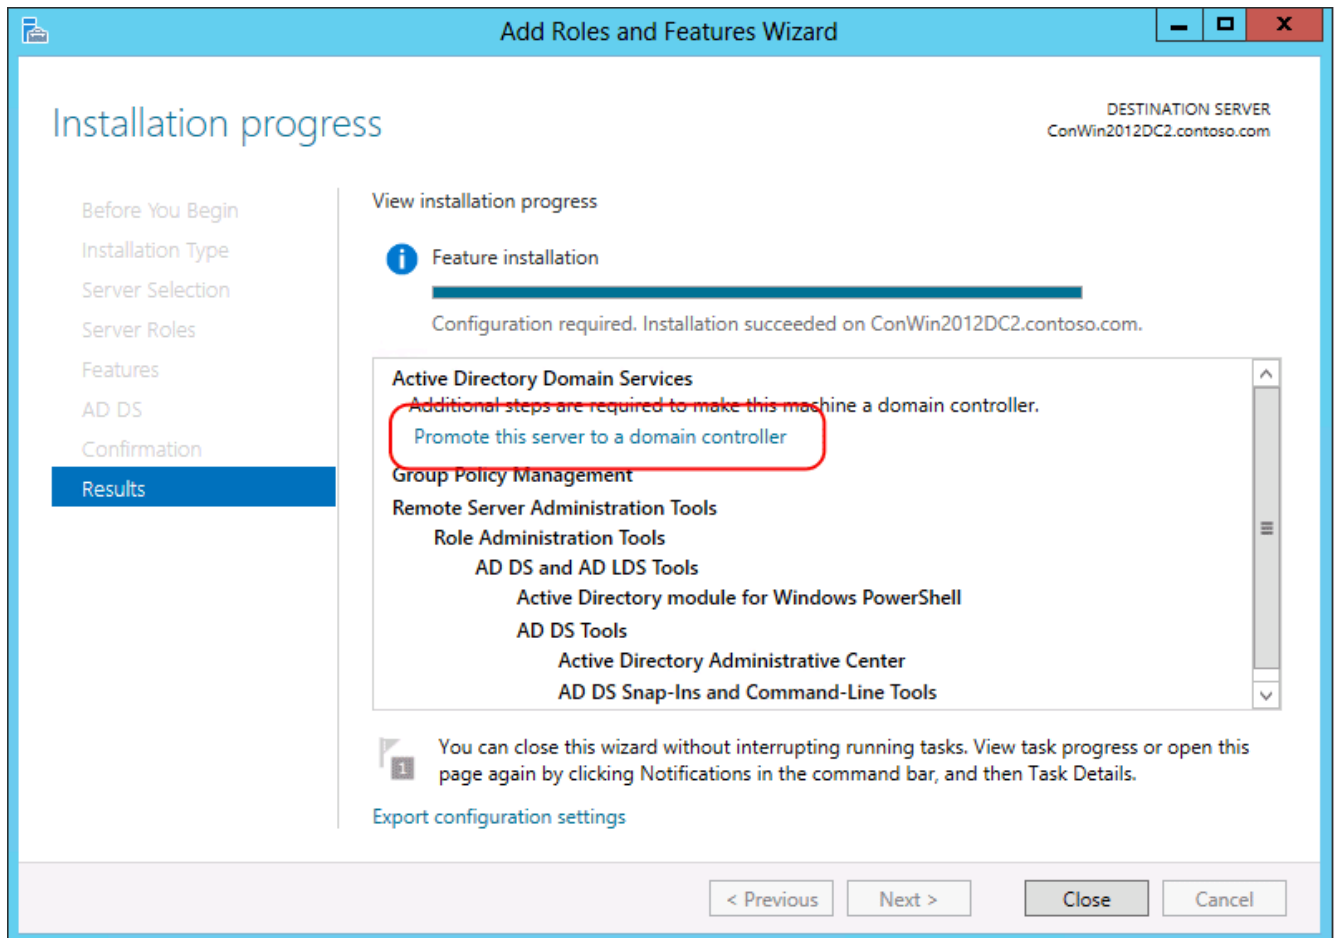 Add Roles and Features Wizard
Installation progress
DESTINATION SERVER
ConWin2012DC2.contoso.com
Before You Begin
Installation Type
Server Selection
Server Roles
Features
AD DS
Confirmation
Results
View installation progress
Feature installation
Configuration required. Installation succeeded on ConWin2012DC2.contoso.com.
Active Directory Domain Services
Additional steps are required to make this machine a domain controller.
Promote this server to a domain controller
Group Policy Management
Remote Server Administration Tools
Role Administration Tools
AD DS and AD LDS Tools
Active Directory module for Windows PowerShell
AD DS Tools
Active Directory Administrative Center
AD DS Snap-Ins and Command-Line Tools
1
You can close this wizard without interrupting running tasks. View task progress or open this
page again by clicking Notifications in the command bar, and then Task Details.
Export configuration settings
< Previous
Next >
Close
Cancel